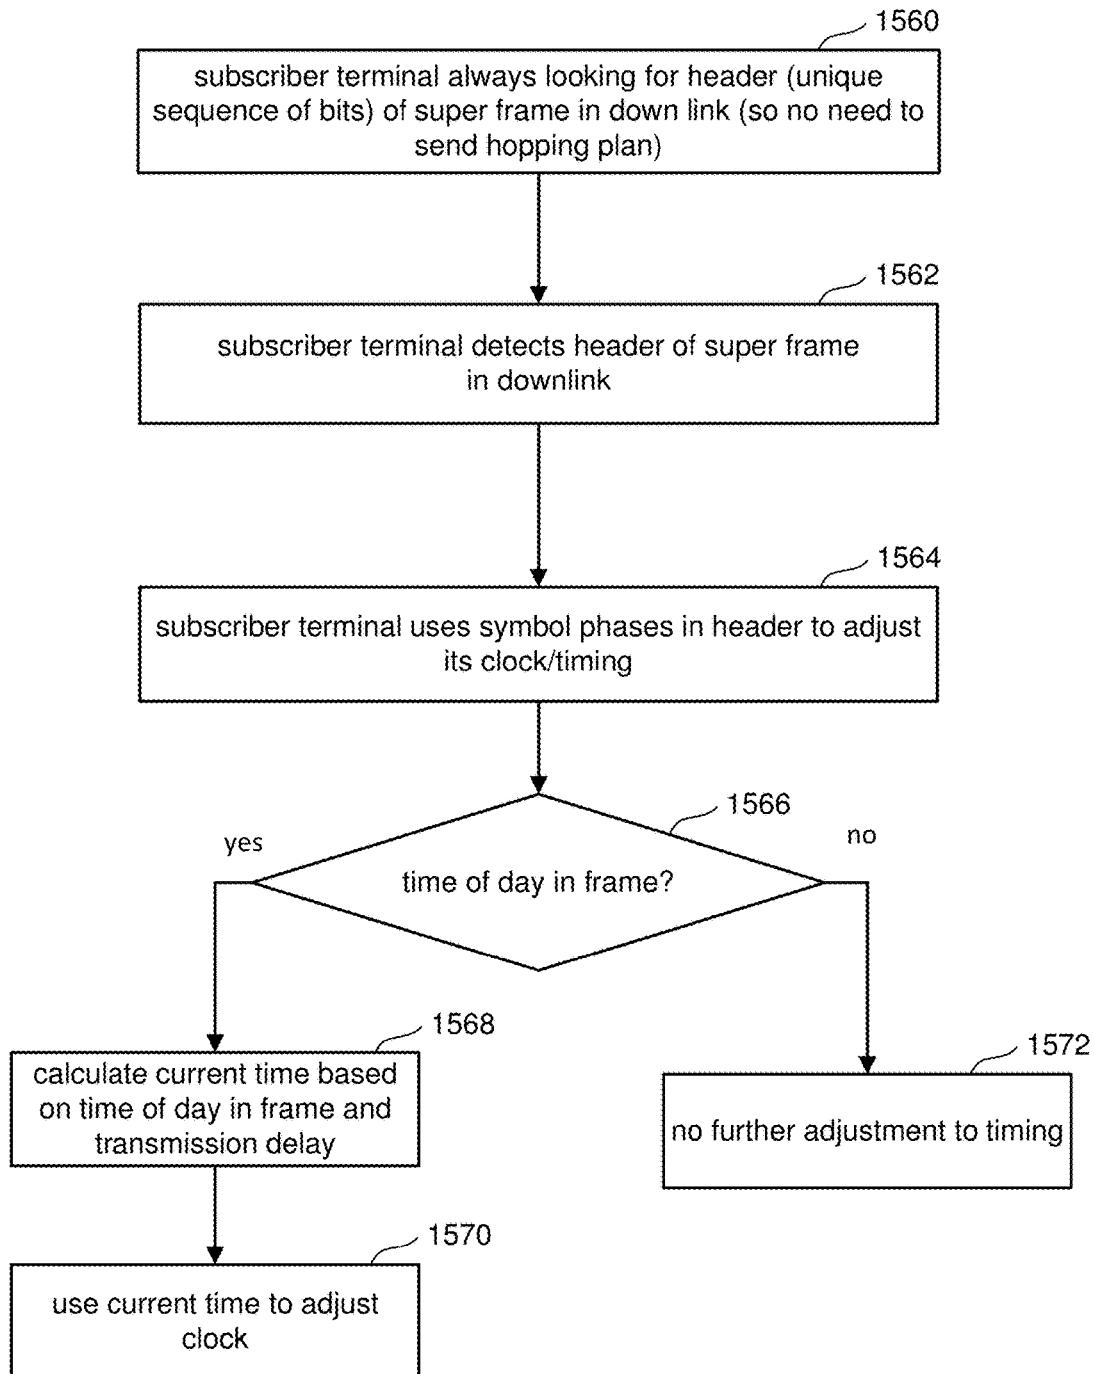 1560
subscriber terminal always looking for header (unique
sequence of bits) of super frame in down link (so no need to
send hopping plan)
1562
subscriber terminal detects header of super frame
in downlink
1564
subscriber terminal uses symbol phases in header to adjust
its clock/timing
1566
yes
no
time of day in frame?
1568
calculate current time based
on time of day in frame and
transmission delay
1572
no further adjustment to timing
1570
use current time to adjust
clock